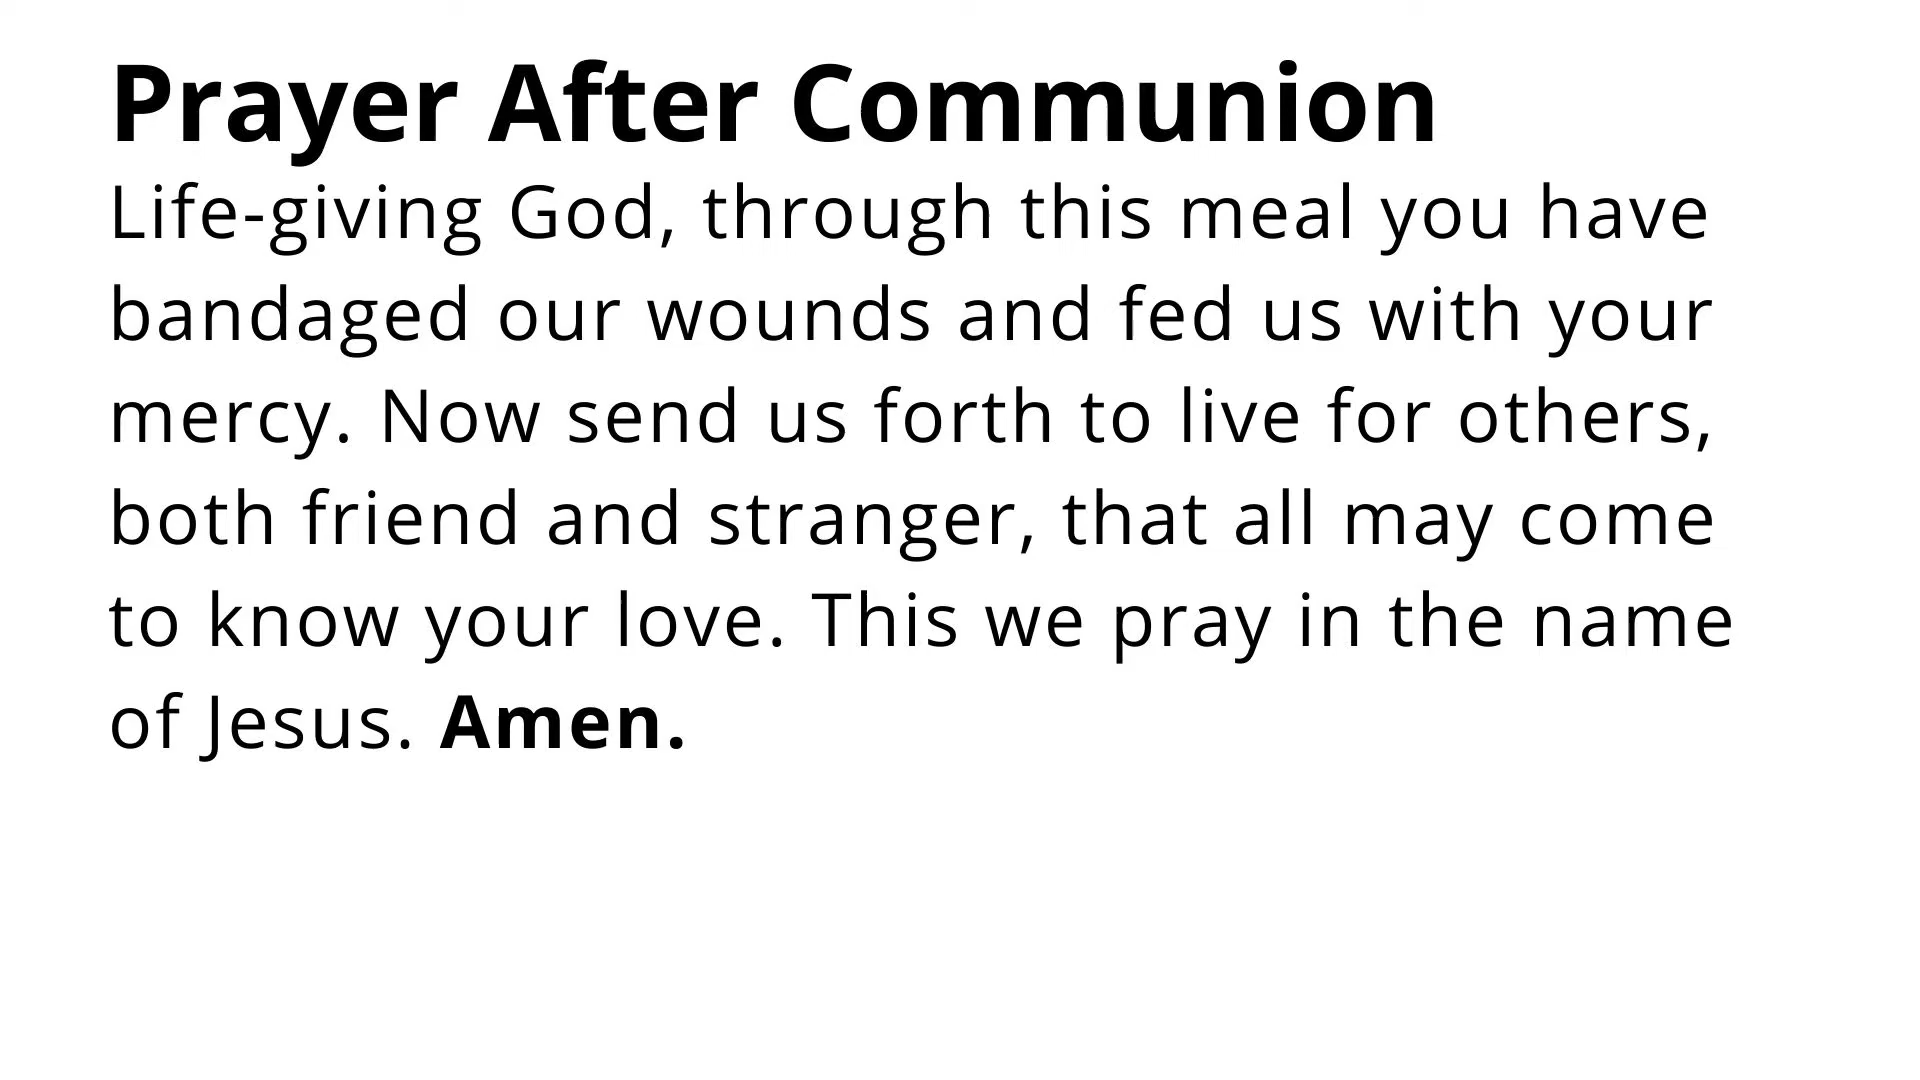 Prayer After Communion
Life-giving God, through this meal you have
bandaged our wounds and fed us with your
mercy. Now send us forth to live for others,
both friend and stranger, that all may come
to know your love. This we pray in the name
of Jesus. Amen.